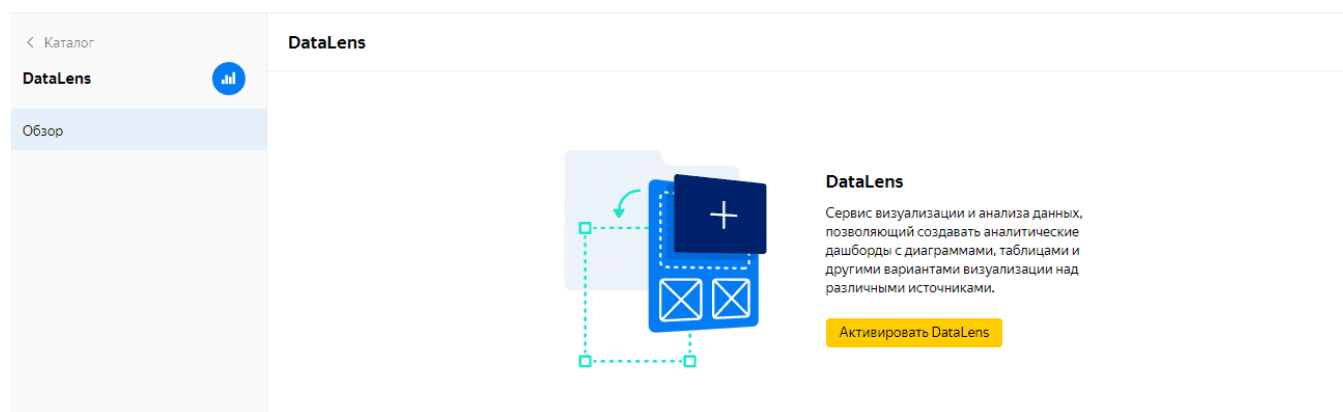 Каталог
DataLens
Обзор
DataLens
DataLens
Сервис визуализации и анализа данных,
позволяющий создавать аналитические
дашборды с диаграммами, таблицами и
другими вариантами визуализации над
различными источниками.
Активировать DataLens